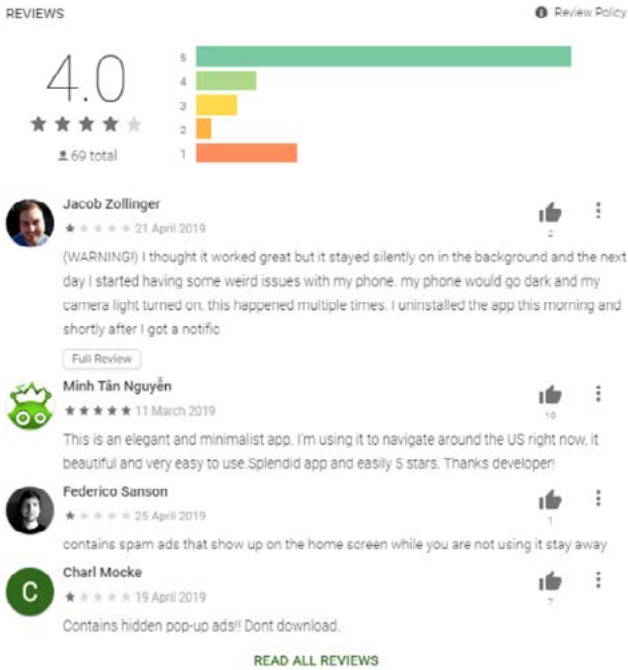 REVIEWS
Review Policy
4.0
69 total
5
4
3
2
1
Jacob Zollinger
21 April 2019
2
(WARNING!) I thought it worked great but it stayed silently on in the background and the next
day I started having some weird issues with my phone. my phone would go dark and my
camera light turned on. this happened multiple times. I uninstalled the app this morning and
shortly after I got a notific
Full Review
Minh Tân Nguyễn
11 March 2019
10
This is an elegant and minimalist app. I'm using it to navigate around the US right now, it
beautiful and very easy to use.Splendid app and easily 5 stars. Thanks developer!
Federico Sanson
25 April 2019
1
contains spam ads that show up on the home screen while you are not using it stay away
C
Charl Mocke
19 April 2019
7
Contains hidden pop-up ads!! Dont download.
READ ALL REVIEWS